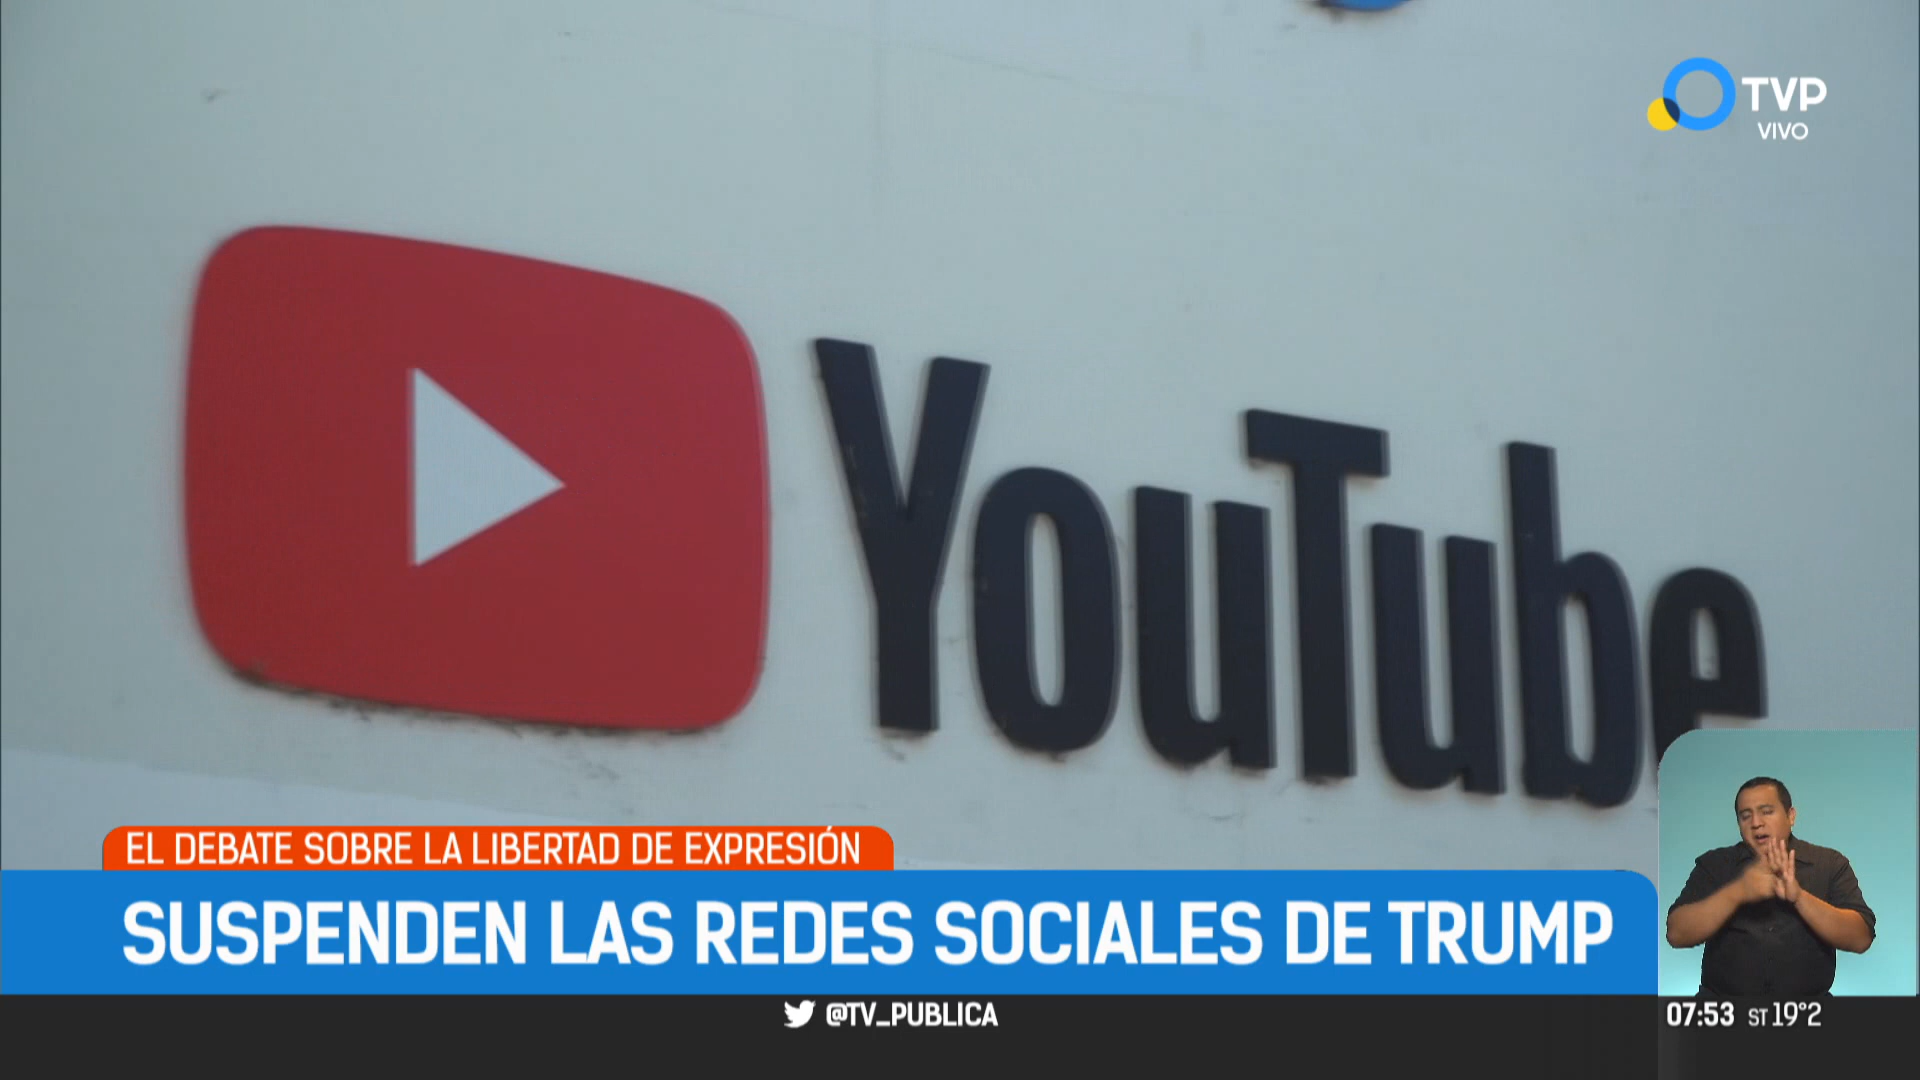 TVP
VIVO
YouTube
EL DEBATE SOBRE LA LIBERTAD DE EXPRESIÓN
SUSPENDEN LAS REDES SOCIALES DE TRUMP
@TV_PUBLICA
07:53 ST 19°2